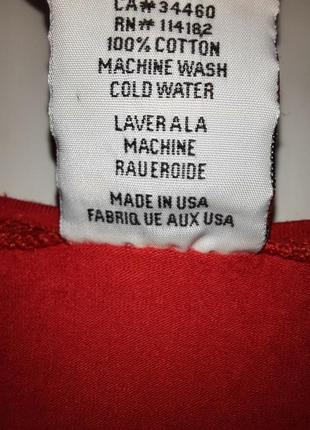 CA# 34460
RN# 114182
100% COTTON
MACHINE WASH
COLD WATER
LAVER ALA
MACHINE
RAUEROIDE
MADE IN USA
FABRIQ UE AUX USA